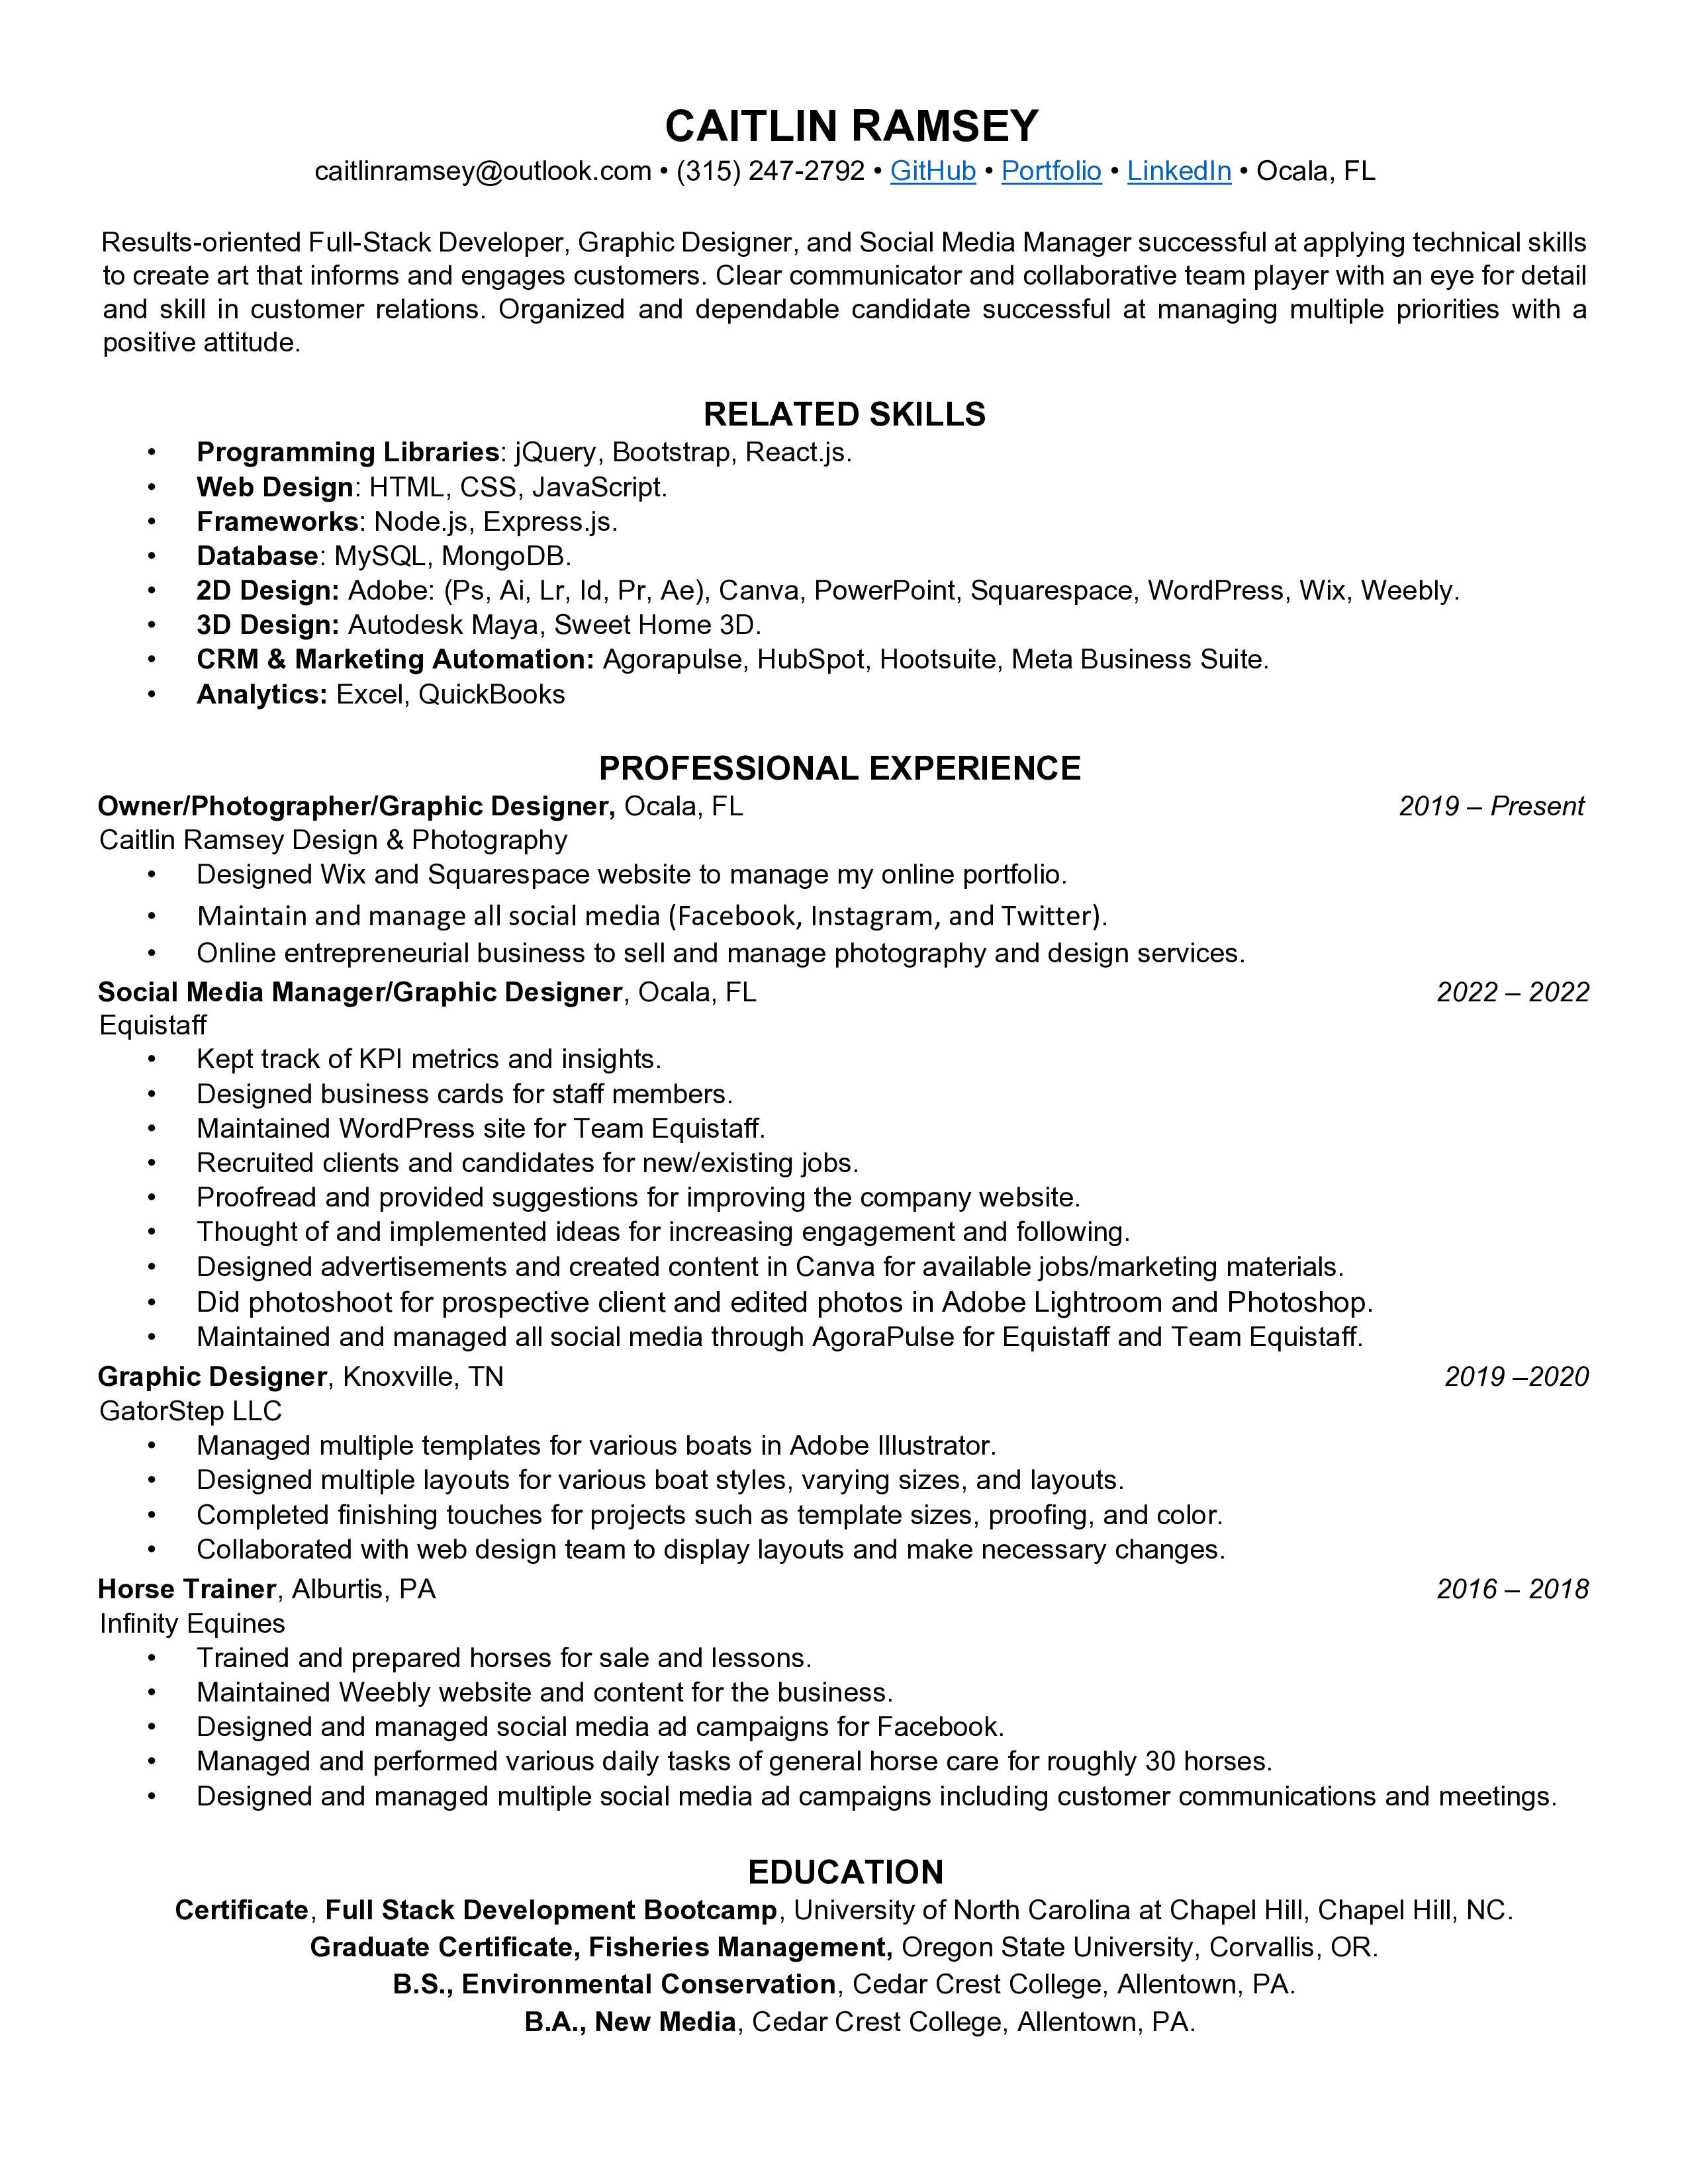 CAITLIN RAMSEY
caitlinramsey@outlook.com • (315) 247-2792 • GitHub • Portfolio • LinkedIn • Ocala, FL
Results-oriented Full-Stack Developer, Graphic Designer, and Social Media Manager successful at applying technical skills
to create art that informs and engages customers. Clear communicator and collaborative team player with an eye for detail
and skill in customer relations. Organized and dependable candidate successful at managing multiple priorities with a
positive attitude.
RELATED SKILLS
• Programming Libraries: jQuery, Bootstrap, React.js.
• Web Design: HTML, CSS, JavaScript.
• Frameworks: Node.js, Express.js.
• Database: MySQL, MongoDB.
• 2D Design: Adobe: (Ps, Ai, Lr, Id, Pr, Ae), Canva, PowerPoint, Squarespace, WordPress, Wix, Weebly.
• 3D Design: Autodesk Maya, Sweet Home 3D.
• CRM & Marketing Automation: Agorapulse, HubSpot, Hootsuite, Meta Business Suite.
• Analytics: Excel, QuickBooks
PROFESSIONAL EXPERIENCE
Owner/Photographer/Graphic Designer, Ocala, FL 2019 – Present
Caitlin Ramsey Design & Photography
• Designed Wix and Squarespace website to manage my online portfolio.
• Maintain and manage all social media (Facebook, Instagram, and Twitter).
• Online entrepreneurial business to sell and manage photography and design services.
Social Media Manager/Graphic Designer, Ocala, FL 2022 – 2022
Equistaff
• Kept track of KPI metrics and insights.
• Designed business cards for staff members.
• Maintained WordPress site for Team Equistaff.
• Recruited clients and candidates for new/existing jobs.
• Proofread and provided suggestions for improving the company website.
• Thought of and implemented ideas for increasing engagement and following.
• Designed advertisements and created content in Canva for available jobs/marketing materials.
• Did photoshoot for prospective client and edited photos in Adobe Lightroom and Photoshop.
• Maintained and managed all social media through AgoraPulse for Equistaff and Team Equistaff.
Graphic Designer, Knoxville, TN 2019 –2020
GatorStep LLC
• Managed multiple templates for various boats in Adobe Illustrator.
• Designed multiple layouts for various boat styles, varying sizes, and layouts.
• Completed finishing touches for projects such as template sizes, proofing, and color.
• Collaborated with web design team to display layouts and make necessary changes.
Horse Trainer, Alburtis, PA 2016 – 2018
Infinity Equines
• Trained and prepared horses for sale and lessons.
• Maintained Weebly website and content for the business.
• Designed and managed social media ad campaigns for Facebook.
• Managed and performed various daily tasks of general horse care for roughly 30 horses.
• Designed and managed multiple social media ad campaigns including customer communications and meetings.
EDUCATION
Certificate, Full Stack Development Bootcamp, University of North Carolina at Chapel Hill, Chapel Hill, NC.
Graduate Certificate, Fisheries Management, Oregon State University, Corvallis, OR.
B.S., Environmental Conservation, Cedar Crest College, Allentown, PA.
B.A., New Media, Cedar Crest College, Allentown, PA.